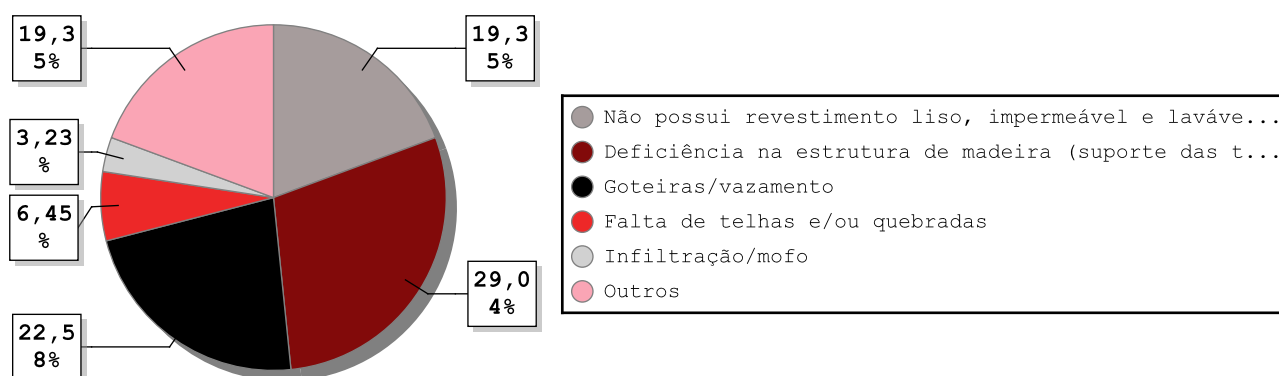 19,3
5%
19,3
5%
3,23
%
6,45
%
22,5
8%
29,0
4%
Não possui revestimento liso, impermeável e laváve...
Deficiência na estrutura de madeira (suporte das t...
Goteiras/vazamento
Falta de telhas e/ou quebradas
Infiltração/mofo
Outros